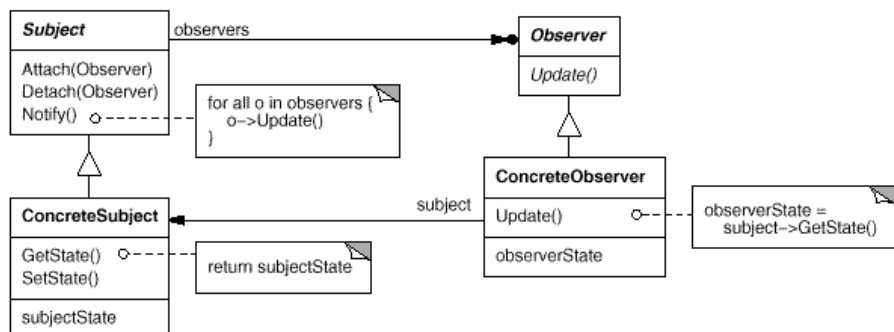 Subject
Attach(Observer)
Detach(Observer)
Notify()
observers
Observer
Update()
for all o in observers {
o->Update()
}
ConcreteSubject
GetState()
SetState()
subjectState
return subjectState
subject
ConcreteObserver
Update()
observerState
observerState =
subject->GetState()